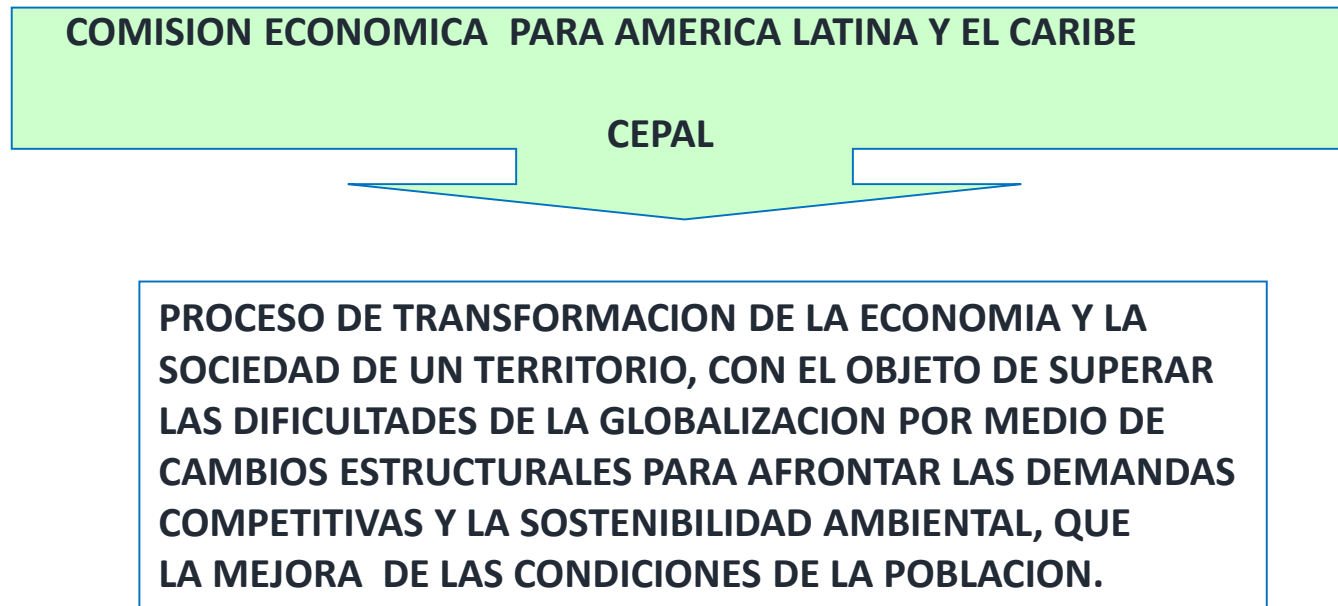 COMISION ECONOMICA  PARA AMERICA LATINA Y EL CARIBE
CEPAL
PROCESO DE TRANSFORMACION DE LA ECONOMIA Y LA
SOCIEDAD DE UN TERRITORIO, CON EL OBJETO DE SUPERAR
LAS DIFICULTADES DE LA GLOBALIZACION POR MEDIO DE
CAMBIOS ESTRUCTURALES PARA AFRONTAR LAS DEMANDAS
COMPETITIVAS Y LA SOSTENIBILIDAD AMBIENTAL, QUE
LA MEJORA  DE LAS CONDICIONES DE LA POBLACION.